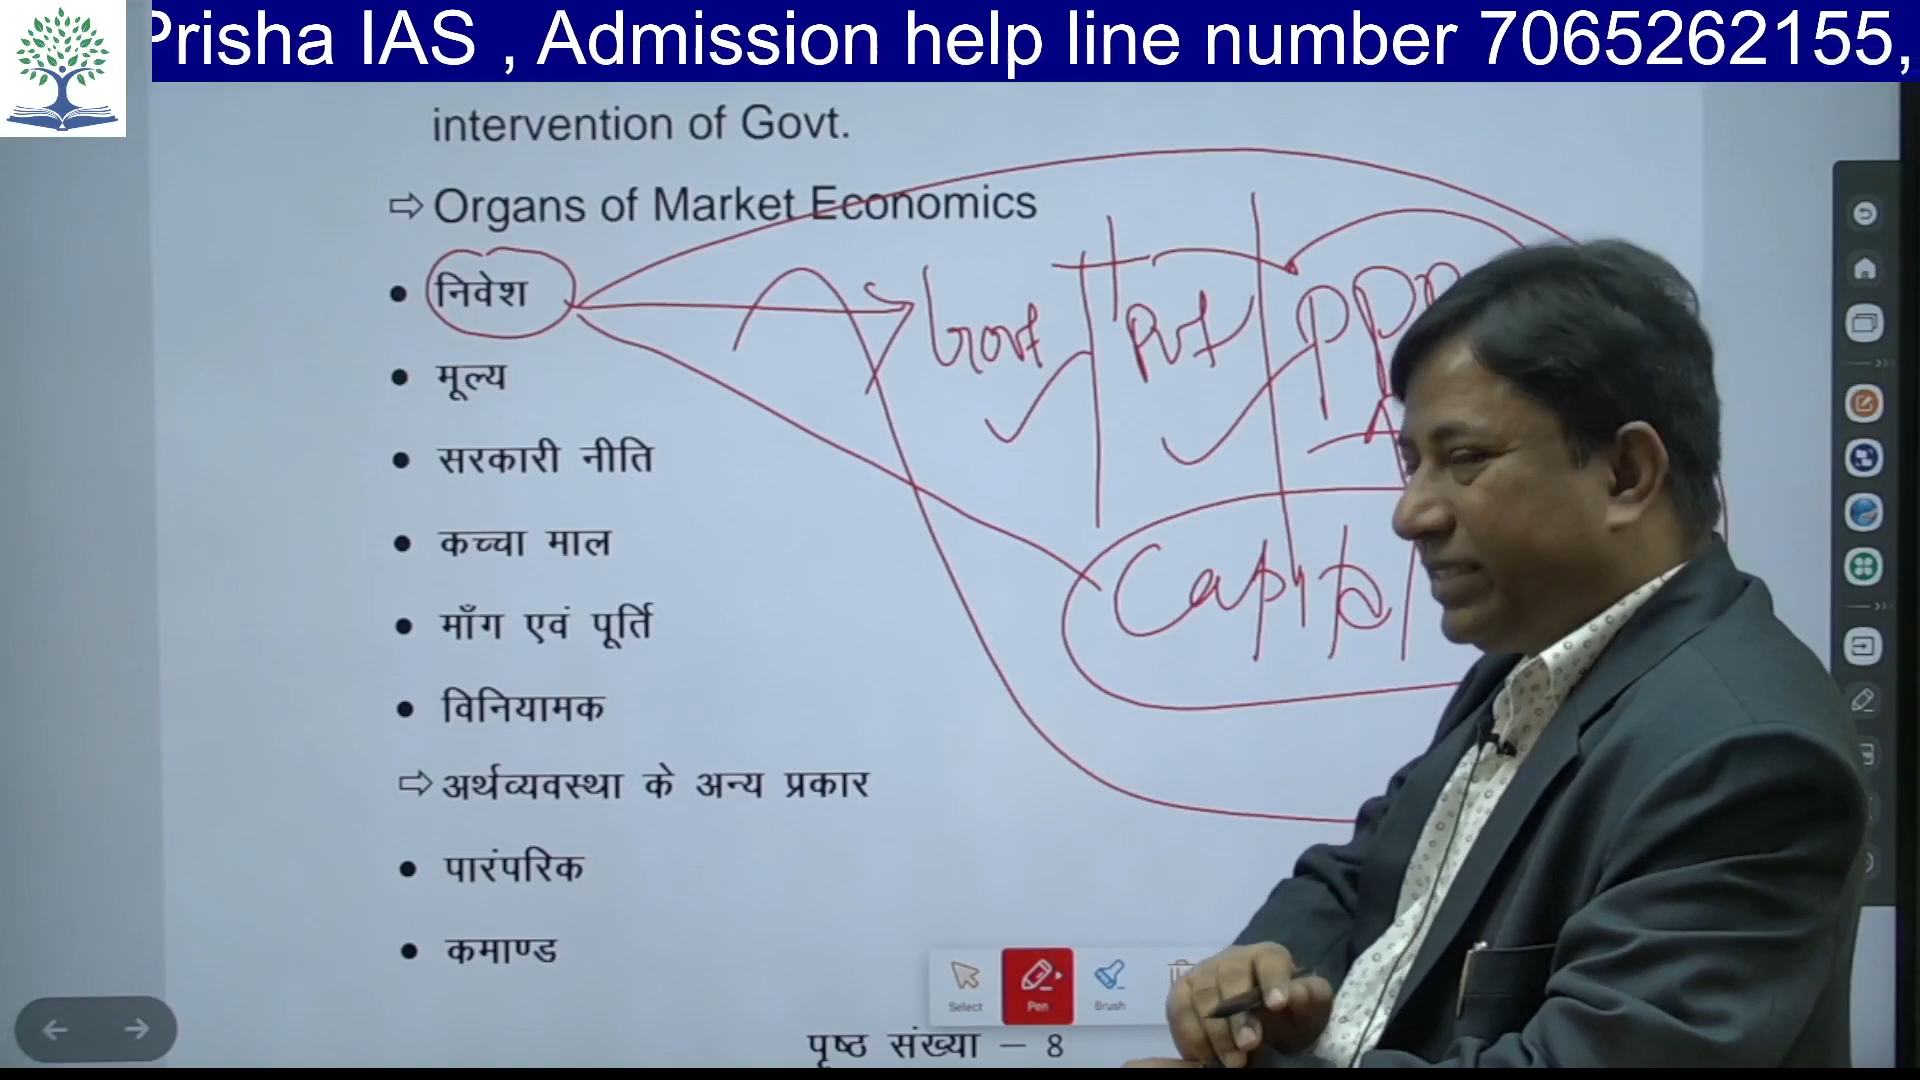 Prisha IAS , Admission help line number 7065262155,
intervention of Govt.
⇨ Organs of Market Economics
• निवेश
Govt Pvt PPP
• मूल्य
• सरकारी नीति
• कच्चा माल
Capital
• माँग एवं पूर्ति
• विनियामक
⇨ अर्थव्यवस्था के अन्य प्रकार
• पारंपरिक
• कमाण्ड
Select Pen Brush
पृष्ठ संख्या – 8